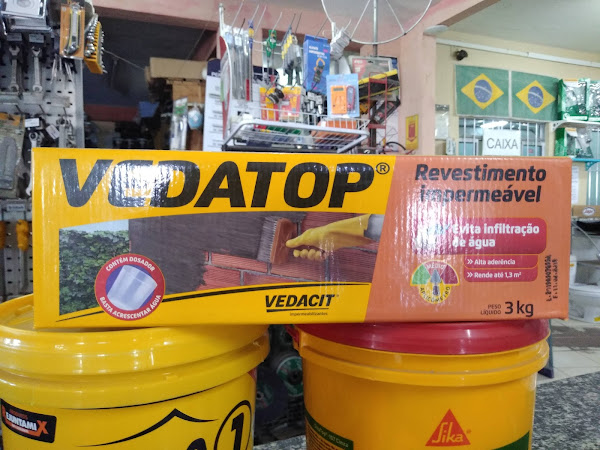 CAIXA
VEDATOP®
Revestimento
impermeável
Evita infiltração
de água
» Alta aderência
» Rende até 1,3 m²
CONTÉM DOSADOR
BASTA ACRESCENTAR ÁGUA
VEDACIT
impermeabilizantes
PESO
LÍQUIDO
3 kg
Sika